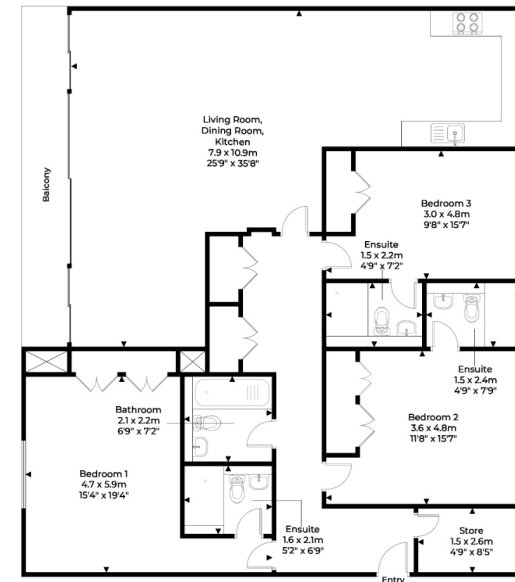 Living Room,
Dining Room,
Kitchen
7.9 x 10.9m
25'9" x 35'8"
Balcony
Bedroom 3
3.0 x 4.8m
9'8" x 15'7"
Ensuite
1.5 x 2.2m
4'9" x 7'2"
Ensuite
1.5 x 2.4m
4'9" x 7'9"
Bathroom
2.1 x 2.2m
6'9" x 7'2"
Bedroom 2
3.6 x 4.8m
11'8" x 15'7"
Bedroom 1
4.7 x 5.9m
15'4" x 19'4"
Ensuite
1.6 x 2.1m
5'2" x 6'9"
Store
1.5 x 2.6m
4'9" x 8'5"
Entry